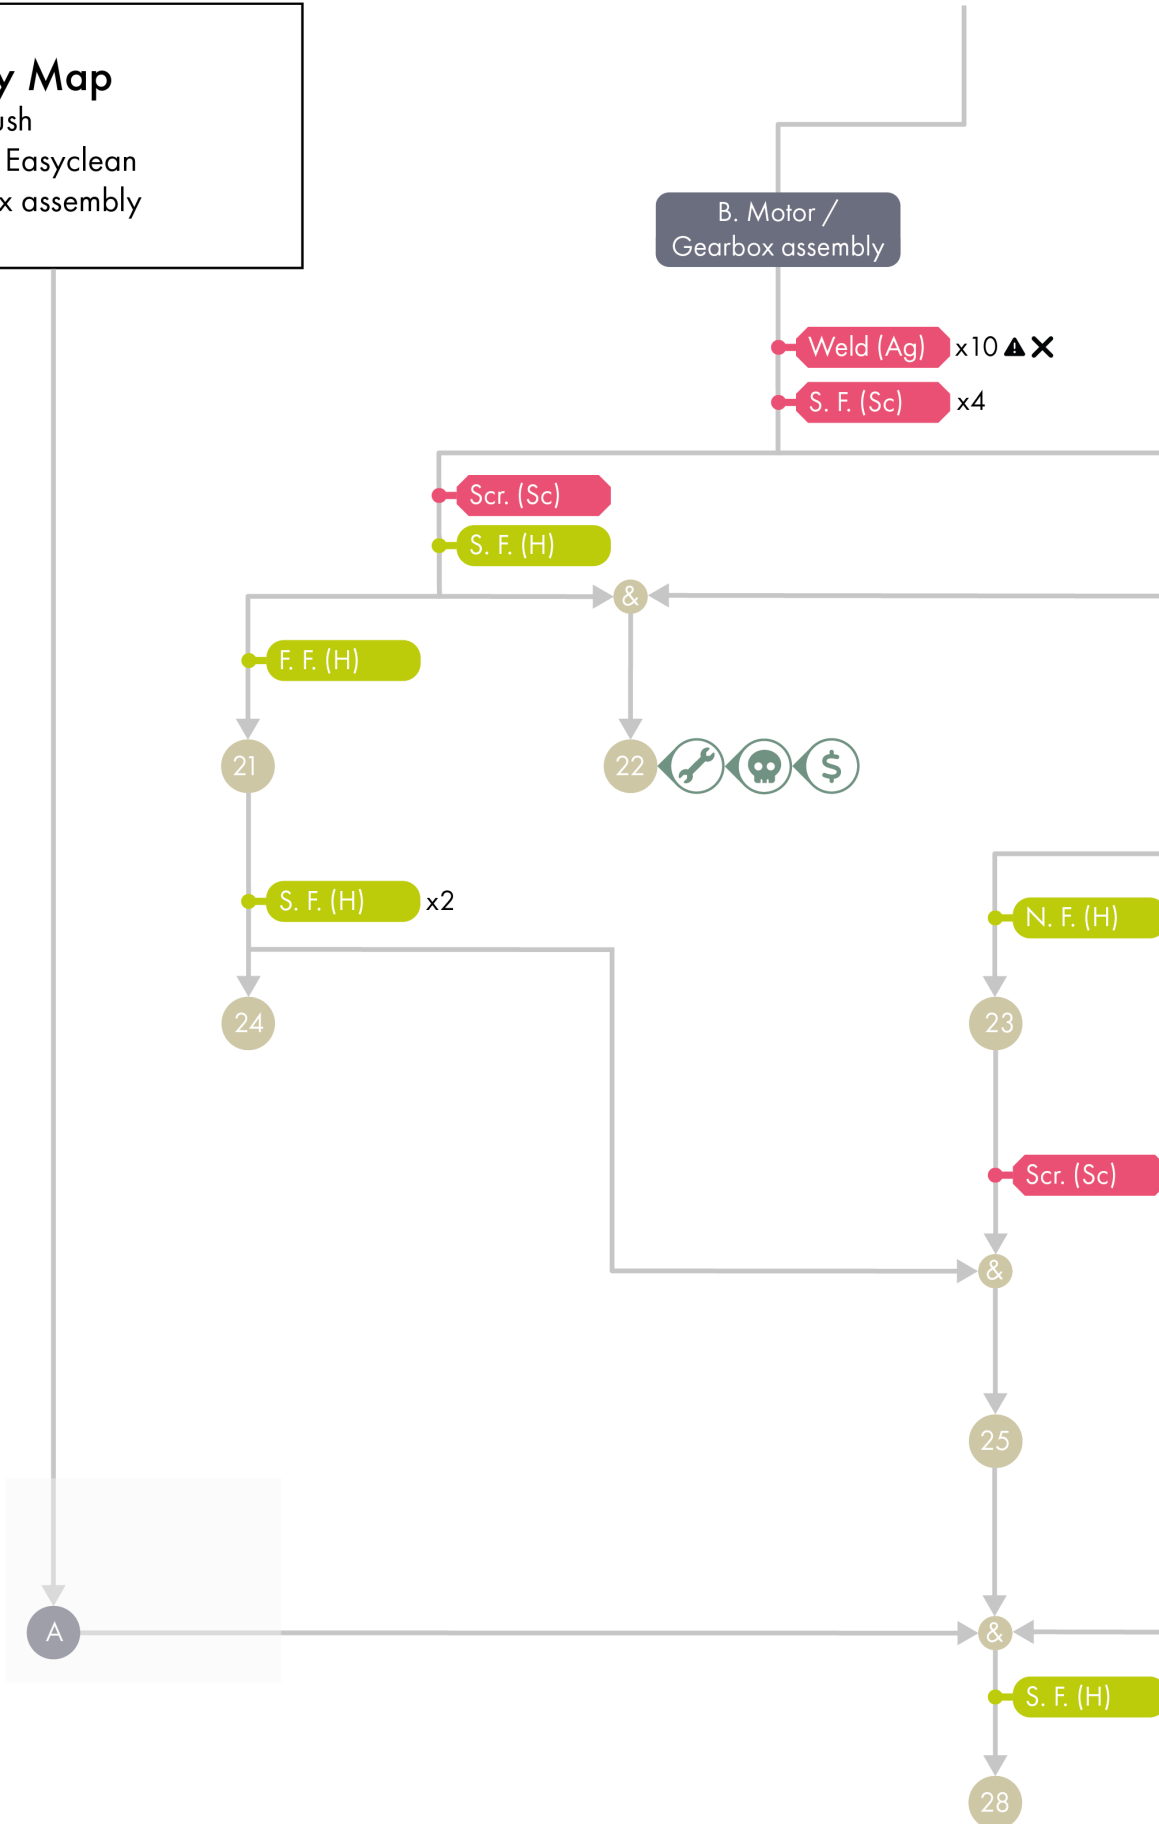 y Map
ush
Easyclean
x assembly
B. Motor /
Gearbox assembly
Weld (Ag) x10
S. F. (Sc) x4
Scr. (Sc)
S. F. (H)
&
F. F. (H)
21
22
$
S. F. (H) x2
N. F. (H)
24
23
Scr. (Sc)
&
25
A
&
S. F. (H)
28